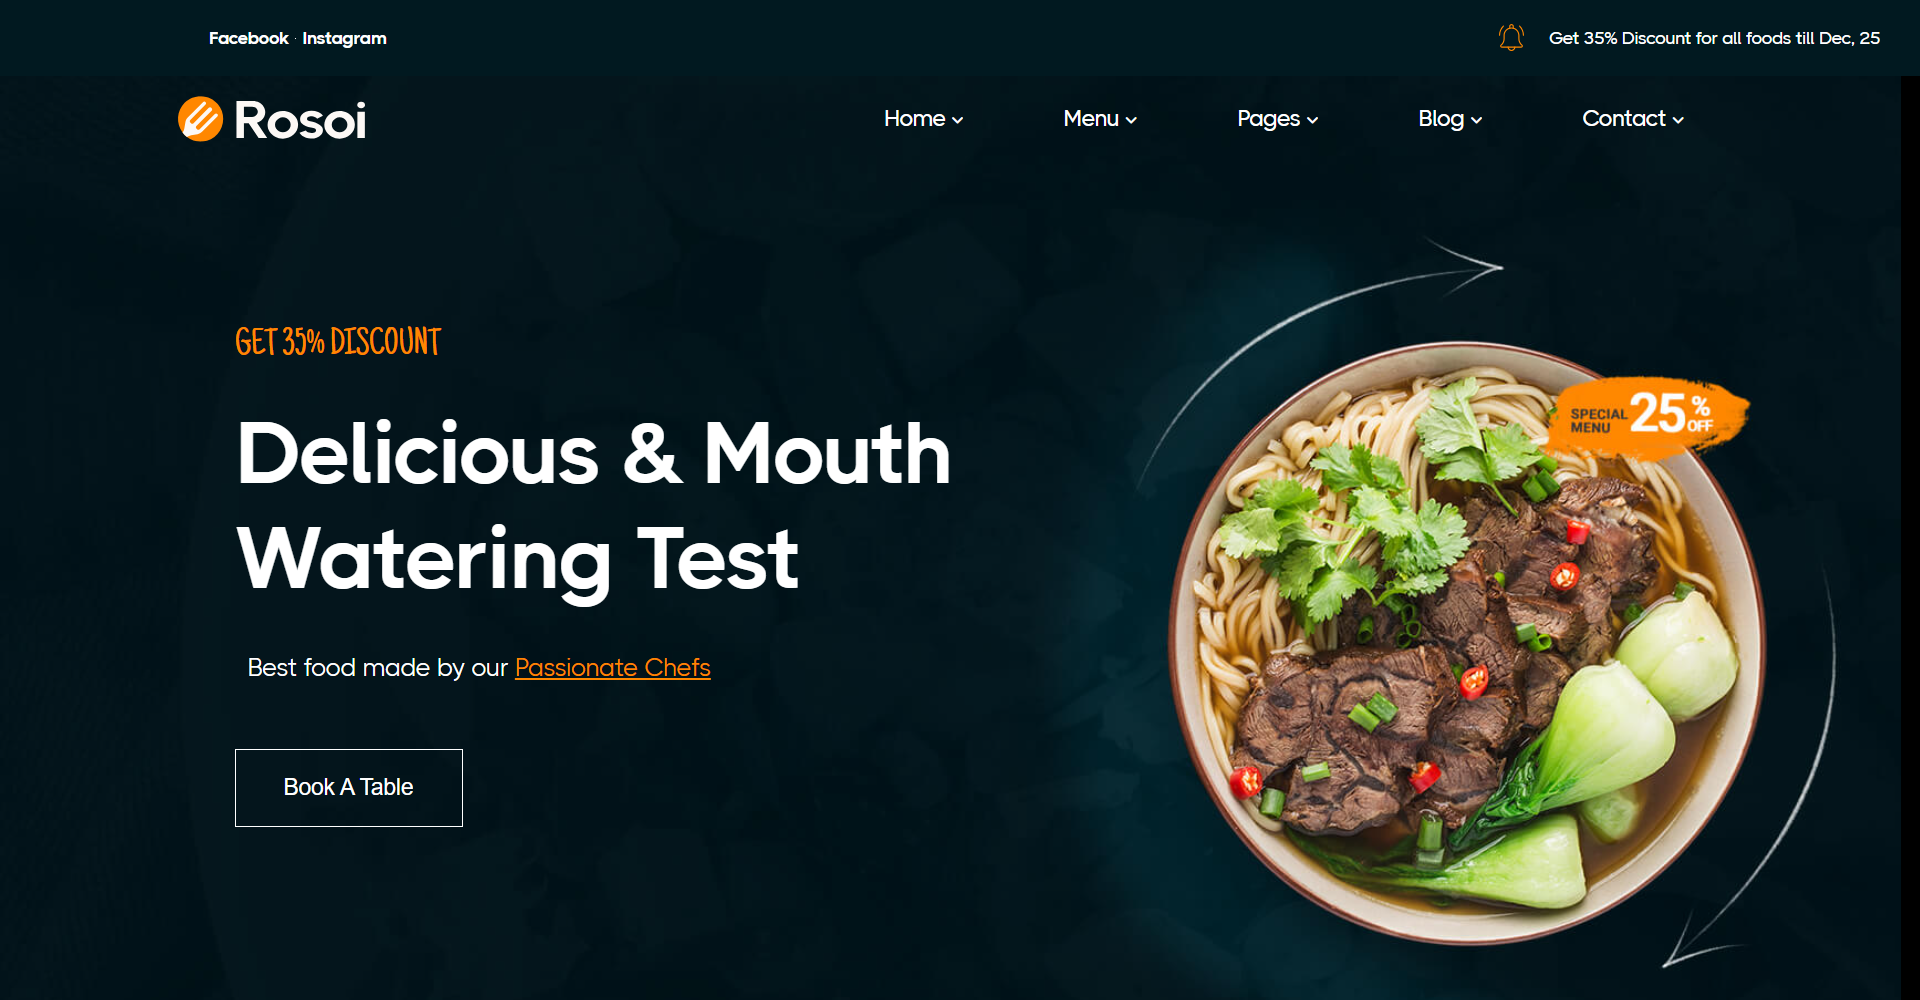 Facebook · Instagram
Get 35% Discount for all foods till Dec, 25
Rosoi
Home
Menu
Pages
Blog
Contact
GET 35% DISCOUNT
Delicious & Mouth
Watering Test
Best food made by our Passionate Chefs
Book A Table
SPECIAL
MENU
25%
OFF